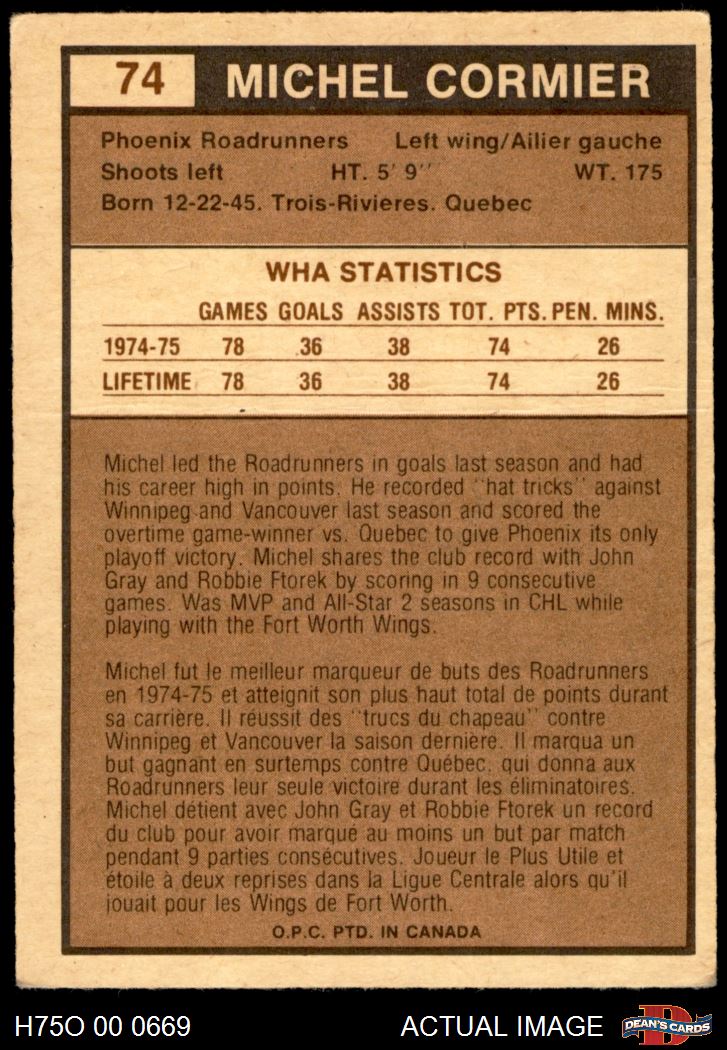 74 MICHEL CORMIER
Phoenix Roadrunners Left wing/Ailier gauche
Shoots left HT. 5' 9'' WT. 175
Born 12-22-45. Trois-Rivieres. Quebec
WHA STATISTICS
GAMES GOALS ASSISTS TOT. PTS. PEN. MINS.
1974-75 78 36 38 74 26
LIFETIME 78 36 38 74 26
Michel led the Roadrunners in goals last season and had
his career high in points. He recorded "hat tricks" against
Winnipeg and Vancouver last season and scored the
overtime game-winner vs. Quebec to give Phoenix its only
playoff victory. Michel shares the club record with John
Gray and Robbie Ftorek by scoring in 9 consecutive
games. Was MVP and All-Star 2 seasons in CHL while
playing with the Fort Worth Wings.
Michel fut le meilleur marqueur de buts des Roadrunners
en 1974-75 et atteignit son plus haut total de points durant
sa carrière. Il réussit des "trucs du chapeau" contre
Winnipeg et Vancouver la saison dernière. Il marqua un
but gagnant en surtemps contre Québec. qui donna aux
Roadrunners leur seule victoire durant les éliminatoires.
Michel détient avec John Gray et Robbie Ftorek un record
du club pour avoir marqué au moins un but par match
pendant 9 parties consécutives. Joueur le Plus Utile et
étoile à deux reprises dans la Ligue Centrale alors qu'il
jouait pour les Wings de Fort Worth.
O.P.C. PTD. IN CANADA
H75O 00 0669 ACTUAL IMAGE D DEAN'S CARDS